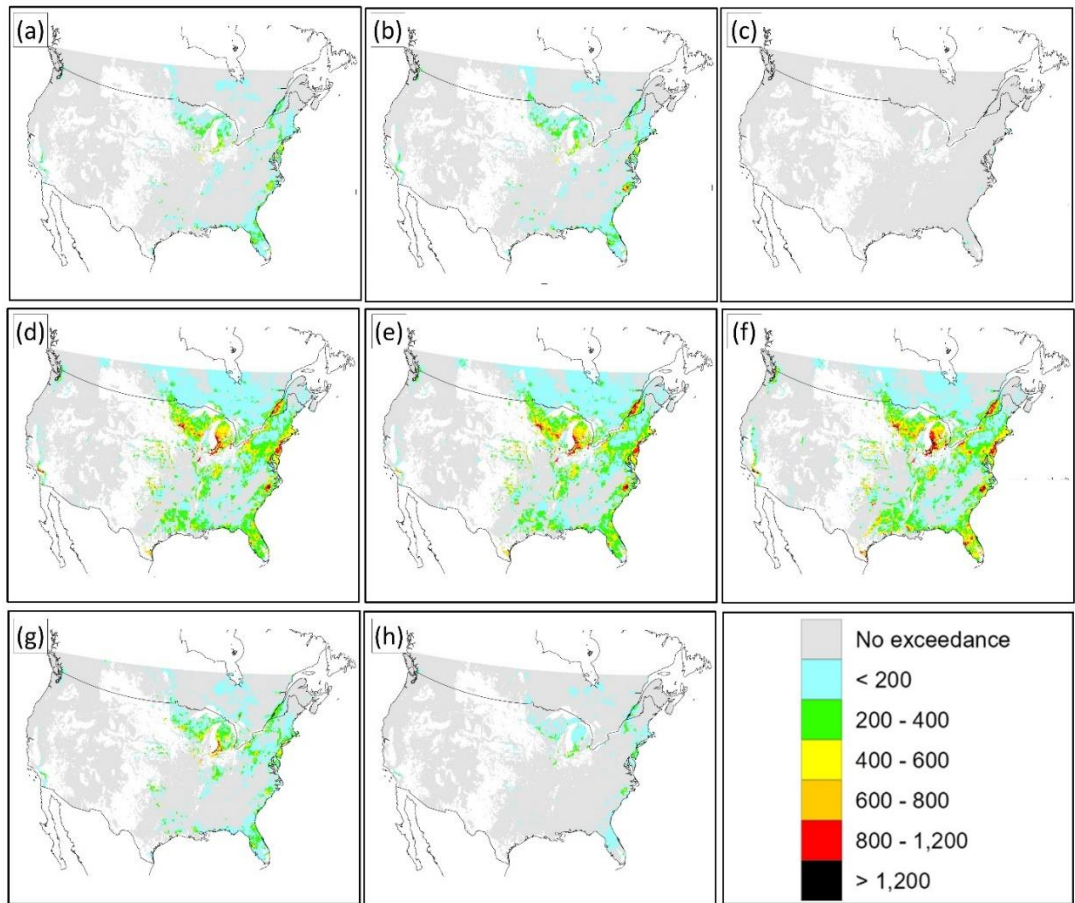 (a)
(b)
(c)
(d)
(e)
(f)
(g)
(h)
No exceedance
< 200
200 - 400
400 - 600
600 - 800
800 - 1,200
> 1,200